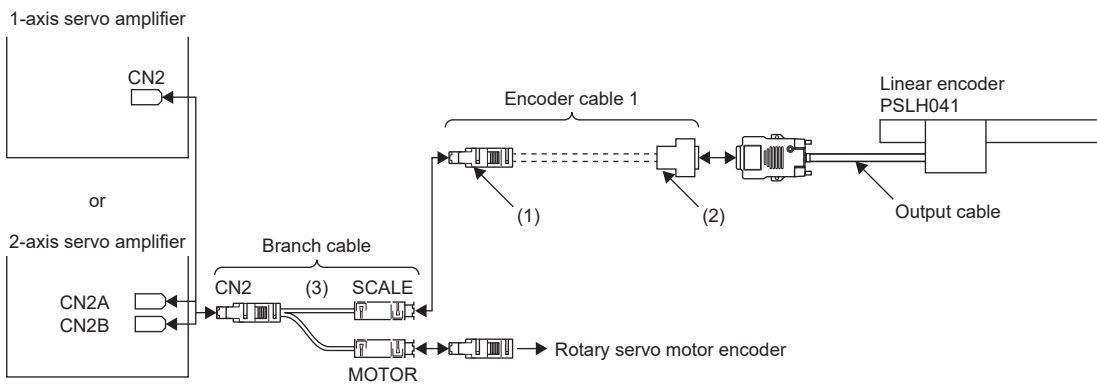 1-axis servo amplifier
CN2
or
2-axis servo amplifier
CN2A
CN2B
Branch cable
CN2
(3)
SCALE
MOTOR
Rotary servo motor encoder
Encoder cable 1
(1)
(2)
Linear encoder
PSLH041
Output cable